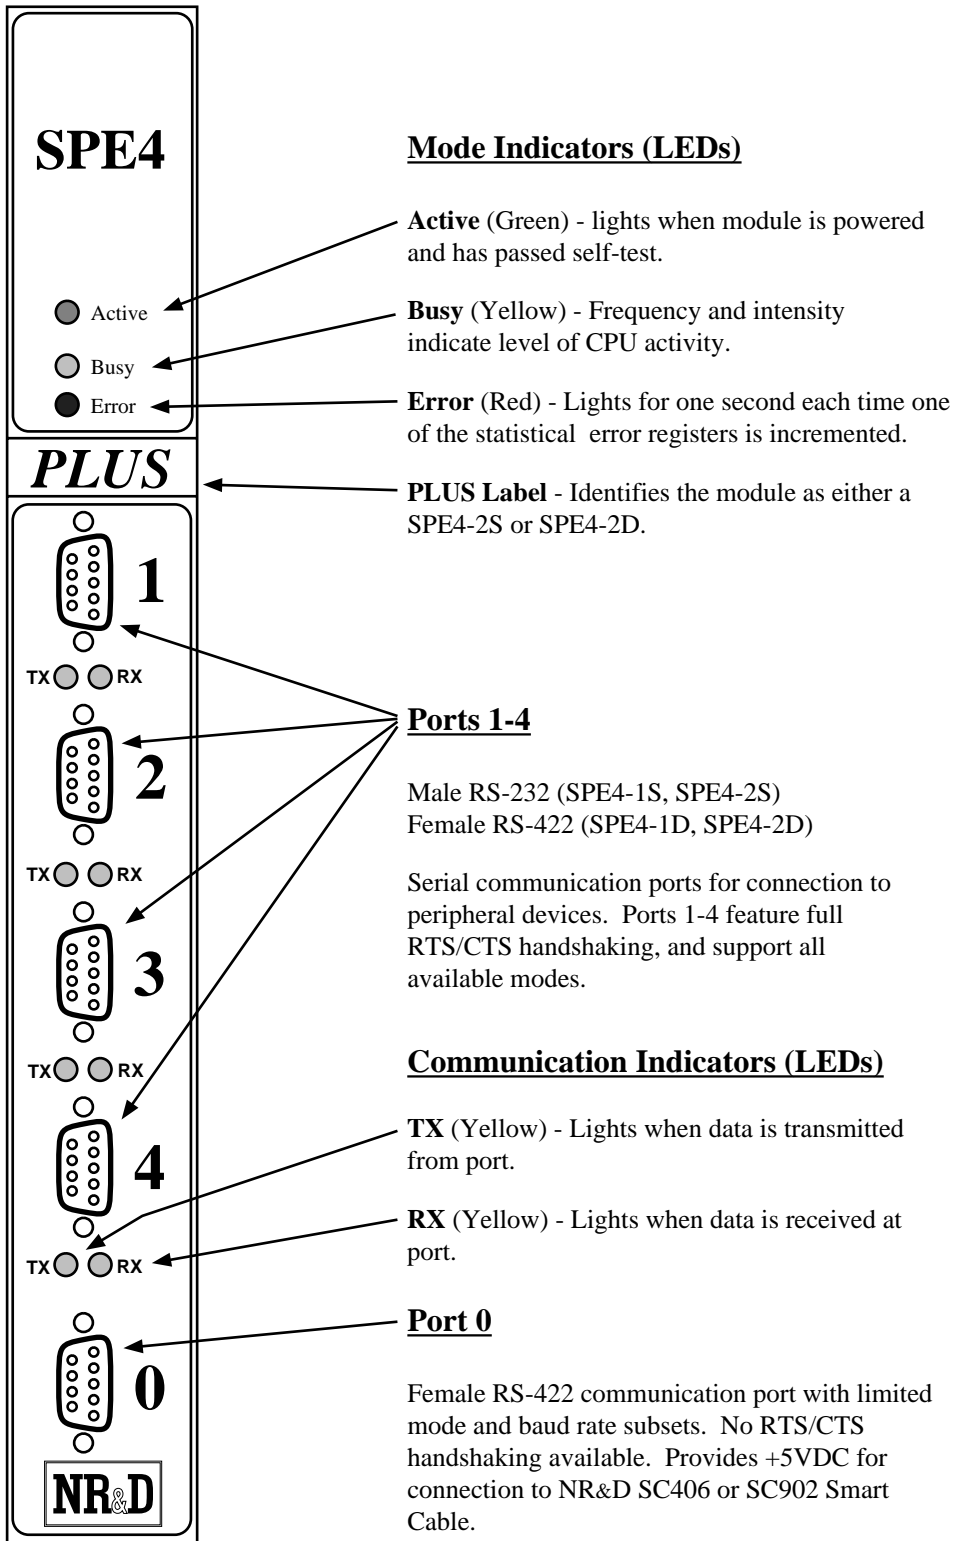 SPE4
Active
Busy
Error
PLUS
1
TX RX
2
TX RX
3
TX RX
4
TX RX
0
NR&D
Mode Indicators (LEDs)
Active (Green) - lights when module is powered
and has passed self-test.
Busy (Yellow) - Frequency and intensity
indicate level of CPU activity.
Error (Red) - Lights for one second each time one
of the statistical error registers is incremented.
PLUS Label - Identifies the module as either a
SPE4-2S or SPE4-2D.
Ports 1-4
Male RS-232 (SPE4-1S, SPE4-2S)
Female RS-422 (SPE4-1D, SPE4-2D)
Serial communication ports for connection to
peripheral devices. Ports 1-4 feature full
RTS/CTS handshaking, and support all
available modes.
Communication Indicators (LEDs)
TX (Yellow) - Lights when data is transmitted
from port.
RX (Yellow) - Lights when data is received at
port.
Port 0
Female RS-422 communication port with limited
mode and baud rate subsets. No RTS/CTS
handshaking available. Provides +5VDC for
connection to NR&D SC406 or SC902 Smart
Cable.